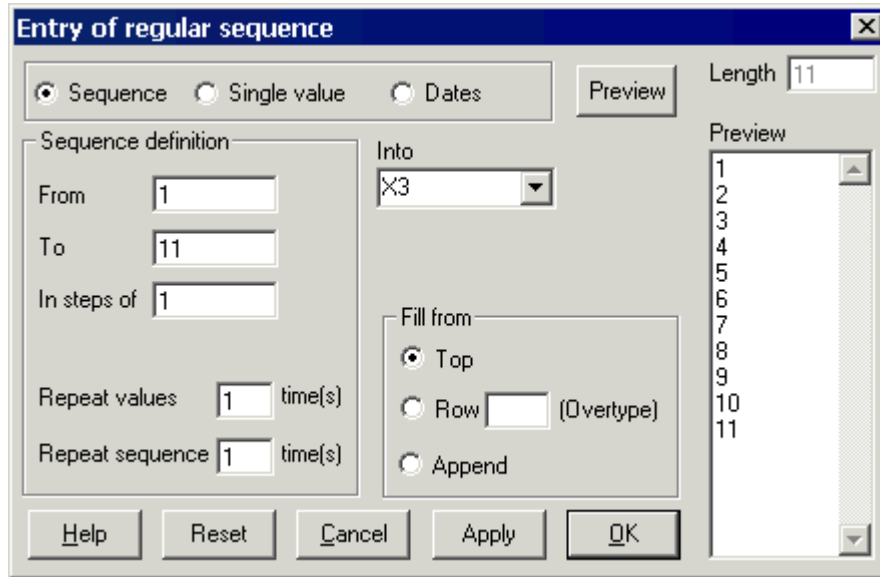 Entry of regular sequence
Sequence Single value Dates
Preview
Length 11
Sequence definition
From 1
To 11
In steps of 1
Repeat values 1 time(s)
Repeat sequence 1 time(s)
Into
X3
Fill from
Top
Row (Overtype)
Append
Preview
1
2
3
4
5
6
7
8
9
10
11
Help Reset Cancel Apply OK